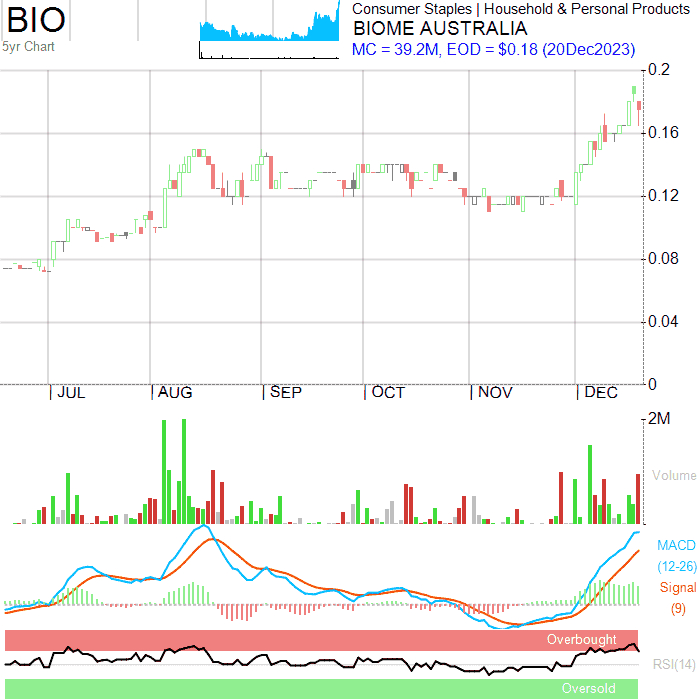 BIO
5yr Chart
Consumer Staples | Household & Personal Products
BIOME AUSTRALIA
MC = 39.2M, EOD = $0.18 (20Dec2023)
0.2
0.16
0.12
0.08
0.04
0
JUL AUG SEP OCT NOV DEC
2M
Volume
MACD
(12-26)
Signal
(9)
Overbought
RSI(14)
Oversold